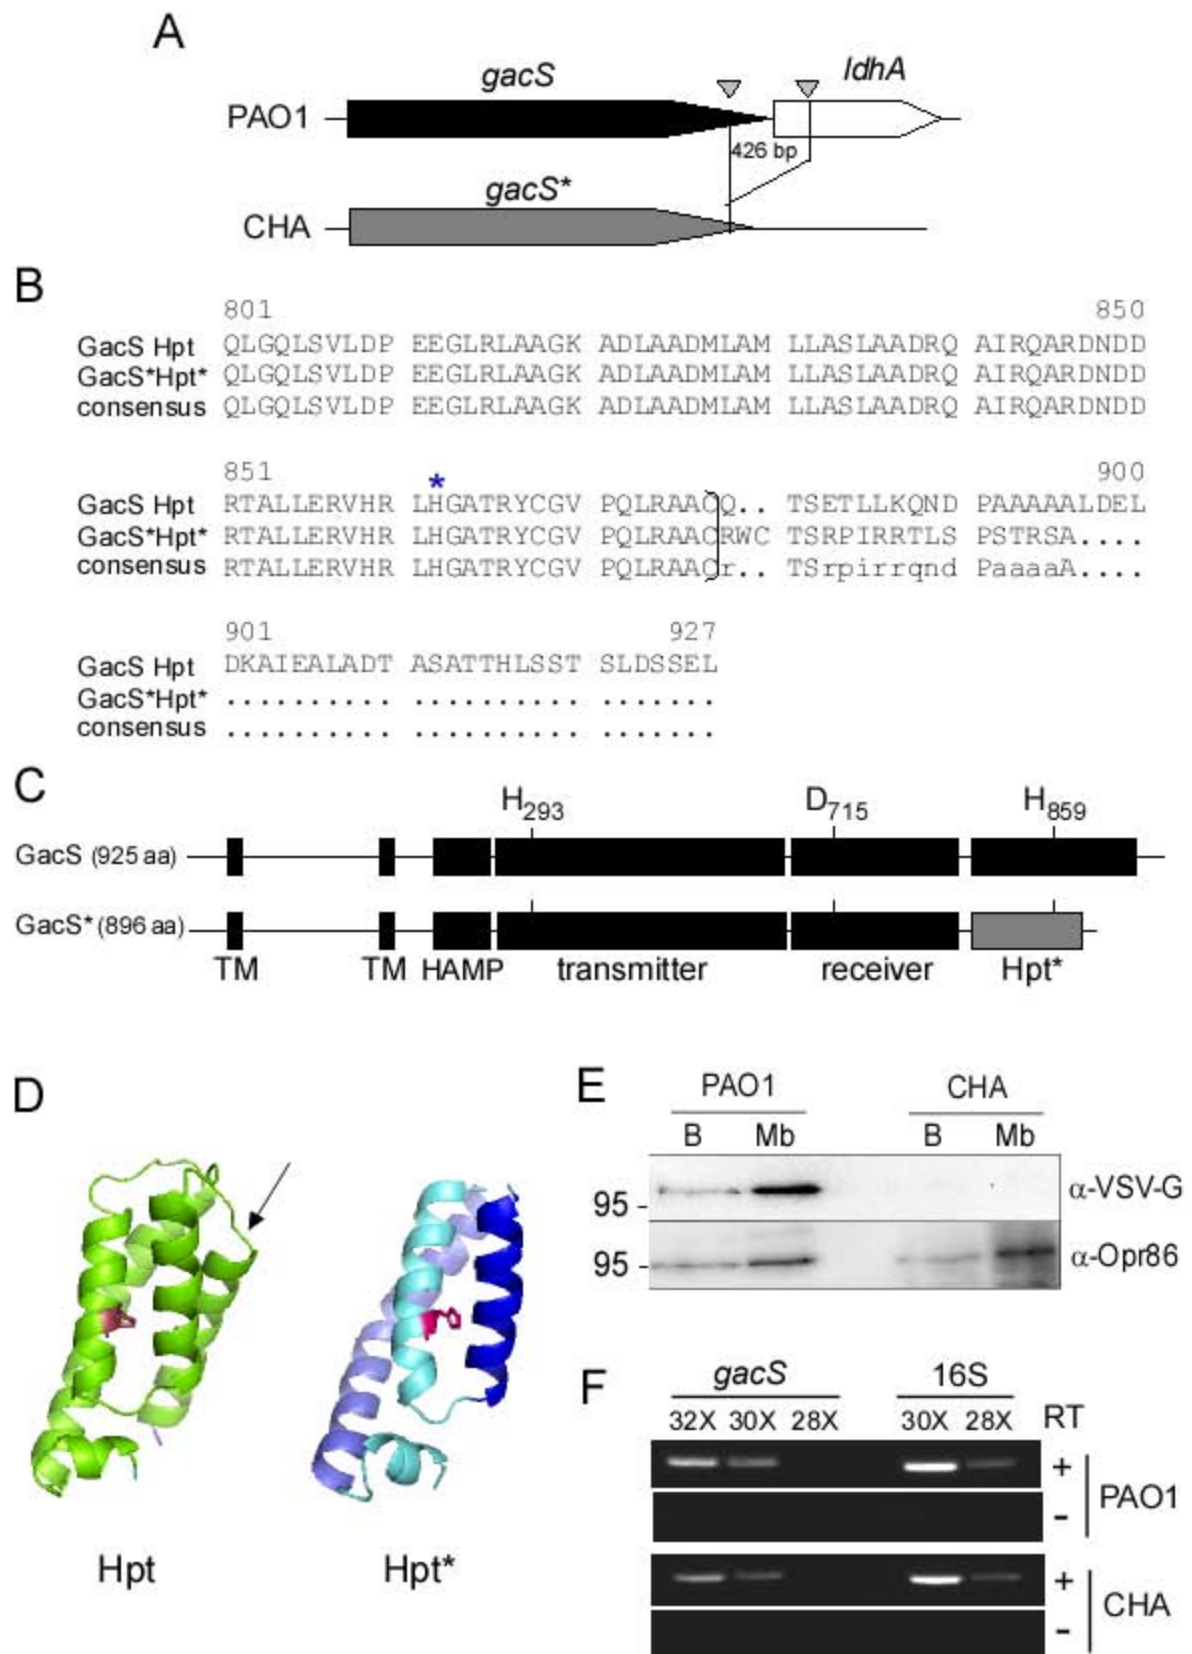 A
gacS
ldhA
PAO1
426 bp
gacS*
CHA
B
801 850
GacS Hpt QLGQLSVLDP EEGLRLAAGK ADLAADMLAM LLASLAADRQ AIRQARDNDD
GacS*Hpt* QLGQLSVLDP EEGLRLAAGK ADLAADMLAM LLASLAADRQ AIRQARDNDD
consensus QLGQLSVLDP EEGLRLAAGK ADLAADMLAM LLASLAADRQ AIRQARDNDD
851 * 900
GacS Hpt RTALLERVHR LHGATRYCGV PQLRAACQ.. TSETLLKQND PAAAAALDEL
GacS*Hpt* RTALLERVHR LHGATRYCGV PQLRAACRWC TSRPIRRTLS PSTRSA....
consensus RTALLERVHR LHGATRYCGV PQLRAACr.. TSrpirrqnd PaaaaA....
901 927
GacS Hpt DKAIEALADT ASATTHLSST SLDSSEL
GacS*Hpt* .......... .......... .......
consensus .......... .......... .......
C
H293 D715 H859
GacS (925 aa)
GacS* (896 aa)
TM TM HAMP transmitter receiver Hpt*
D
Hpt Hpt*
E
PAO1 CHA
B Mb B Mb
95 - α-VSV-G
95 - α-Opr86
F
gacS 16S
32X 30X 28X 30X 28X RT
+
- PAO1
+
- CHA